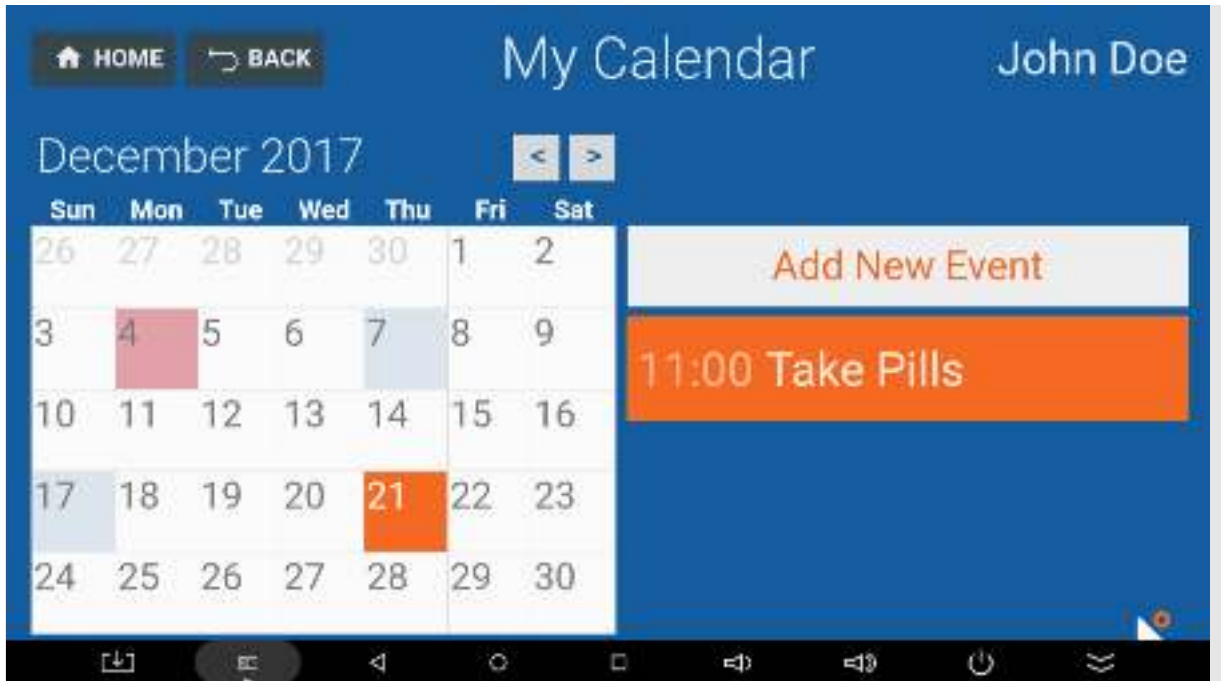 HOME BACK My Calendar John Doe
December 2017 < >
Sun Mon Tue Wed Thu Fri Sat
26 27 28 29 30 1 2
Add New Event
3 4 5 6 7 8 9
11:00 Take Pills
10 11 12 13 14 15 16
17 18 19 20 21 22 23
24 25 26 27 28 29 30